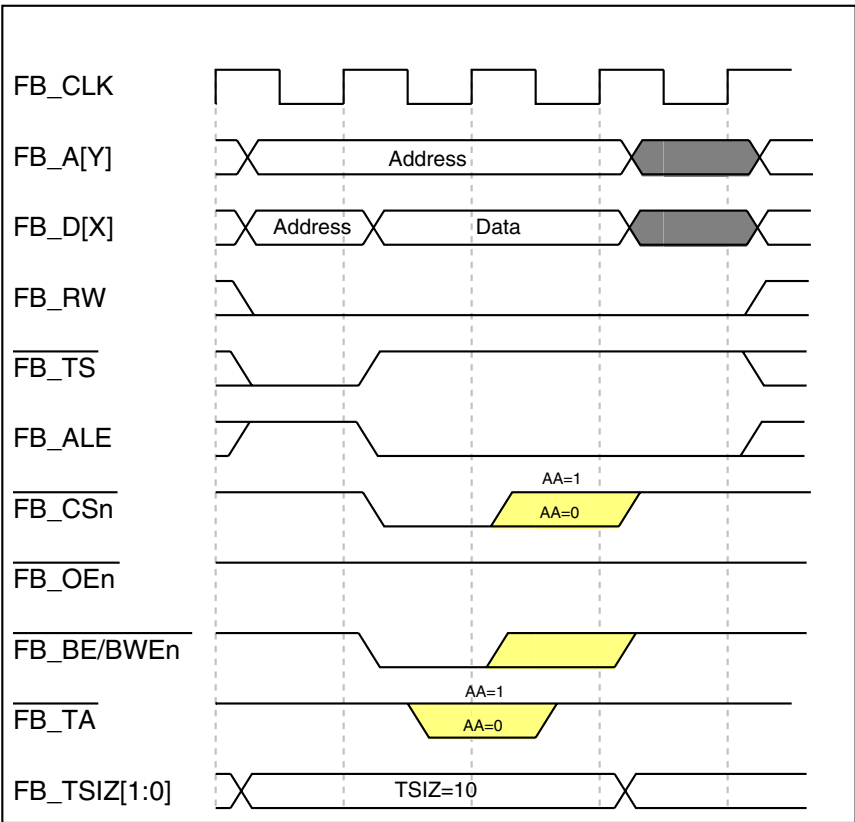 FB_CLK
FB_A[Y] Address
FB_D[X] Address Data
FB_RW
FB_TS
FB_ALE
AA=1
FB_CSn AA=0
FB_OEn
FB_BE/BWEn
AA=1
FB_TA AA=0
FB_TSIZ[1:0] TSIZ=10